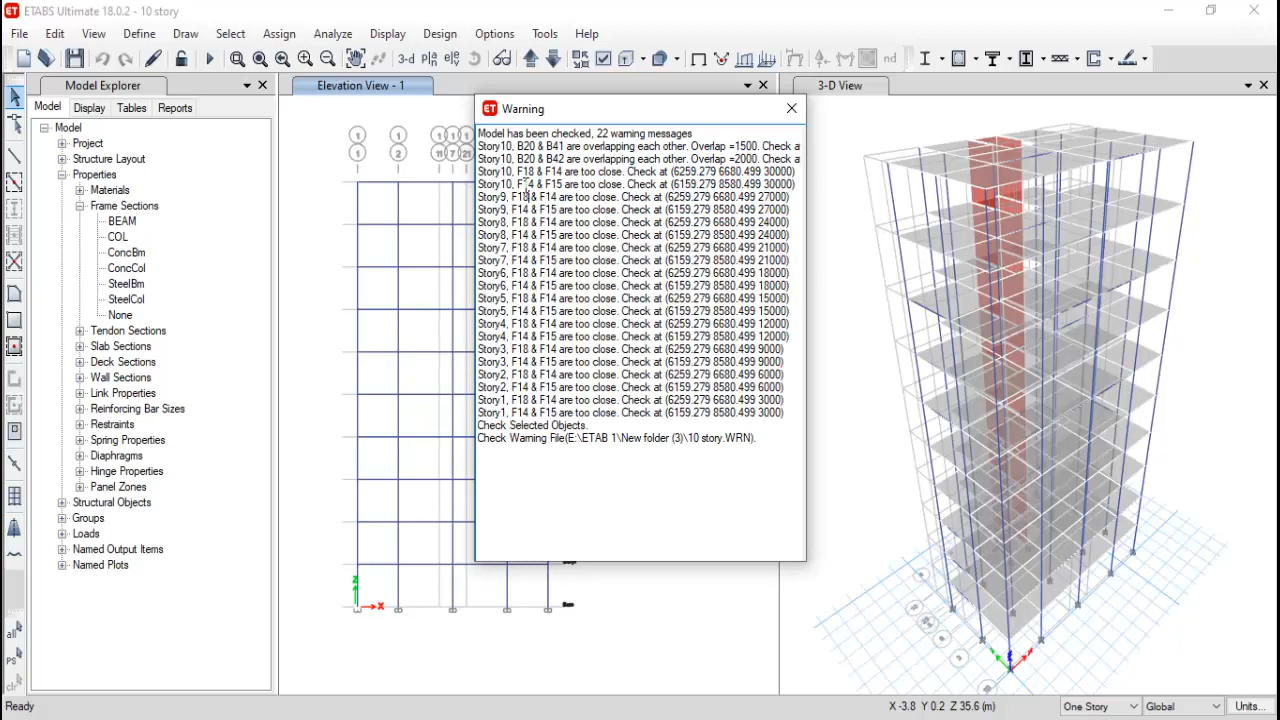 ETABS Ultimate 18.0.2 - 10 story
File Edit View Define Draw Select Assign Analyze Display Design Options Tools Help
3-d nd
Model Explorer
Elevation View - 1
3-D View
Model Display Tables Reports
Model
Project
Structure Layout
Properties
Materials
Frame Sections
BEAM
COL
ConcBm
ConcCol
SteelBm
SteelCol
None
Tendon Sections
Slab Sections
Deck Sections
Wall Sections
Link Properties
Reinforcing Bar Sizes
Restraints
Spring Properties
Diaphragms
Hinge Properties
Panel Zones
Structural Objects
Groups
Loads
Named Output Items
Named Plots
all
PS
clr
Z
X
Warning
Model has been checked, 22 warning messages
Story10, B20 & B41 are overlapping each other. Overlap =1500. Check a
Story10, B20 & B42 are overlapping each other. Overlap =2000. Check a
Story10, F18 & F14 are too close. Check at (6259.279 6680.499 30000)
Story10, F14 & F15 are too close. Check at (6159.279 8580.499 30000)
Story9, F18 & F14 are too close. Check at (6259.279 6680.499 27000)
Story9, F14 & F15 are too close. Check at (6159.279 8580.499 27000)
Story8, F18 & F14 are too close. Check at (6259.279 6680.499 24000)
Story8, F14 & F15 are too close. Check at (6159.279 8580.499 24000)
Story7, F18 & F14 are too close. Check at (6259.279 6680.499 21000)
Story7, F14 & F15 are too close. Check at (6159.279 8580.499 21000)
Story6, F18 & F14 are too close. Check at (6259.279 6680.499 18000)
Story6, F14 & F15 are too close. Check at (6159.279 8580.499 18000)
Story5, F18 & F14 are too close. Check at (6259.279 6680.499 15000)
Story5, F14 & F15 are too close. Check at (6159.279 8580.499 15000)
Story4, F18 & F14 are too close. Check at (6259.279 6680.499 12000)
Story4, F14 & F15 are too close. Check at (6159.279 8580.499 12000)
Story3, F18 & F14 are too close. Check at (6259.279 6680.499 9000)
Story3, F14 & F15 are too close. Check at (6159.279 8580.499 9000)
Story2, F18 & F14 are too close. Check at (6259.279 6680.499 6000)
Story2, F14 & F15 are too close. Check at (6159.279 8580.499 6000)
Story1, F18 & F14 are too close. Check at (6259.279 6680.499 3000)
Story1, F14 & F15 are too close. Check at (6159.279 8580.499 3000)
Check Selected Objects.
Check Warning File(E:\ETAB 1\New folder (3)\10 story.WRN).
Ready
X -3.8 Y 0.2 Z 35.6 (m)
One Story Global Units...